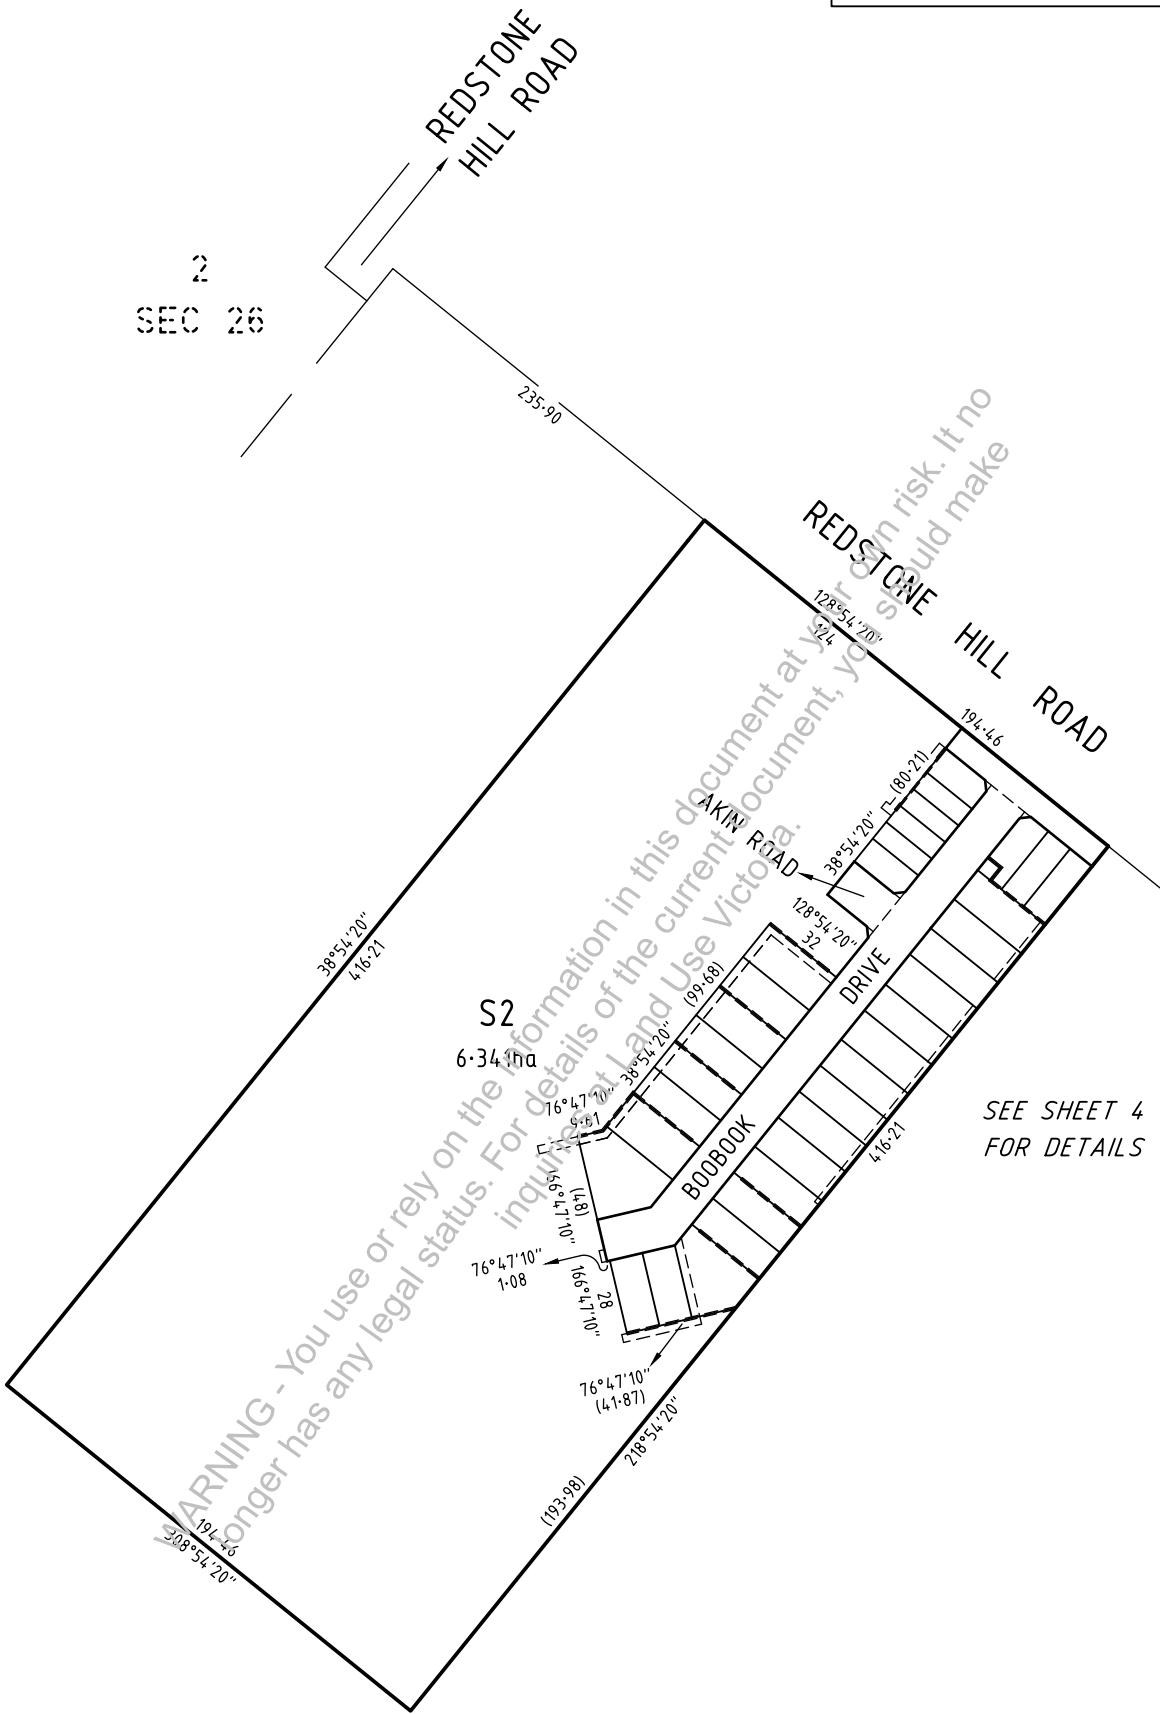 REDSTONE
HILL ROAD
2
SEC 26
235·90
REDSTONE HILL ROAD
128°54'20"
124
194·46
(80·21)
38°54'20"
AKIN ROAD
128°54'20"
32
DRIVE
BOOBOOK
(99·68)
38°54'20"
38°54'20"
416·21
S2
6·341ha
76°47'10"
9·61
(48)
166°47'10"
76°47'10"
1·08
28
166°47'10"
76°47'10"
(41·87)
416·21
SEE SHEET 4
FOR DETAILS
218°54'20"
(193·98)
194·46
308°54'20"
WARNING - You use or rely on the information in this document at your own risk. It no
longer has any legal status. For details of the current document, you should make
inquiries at Land Use Victoria.